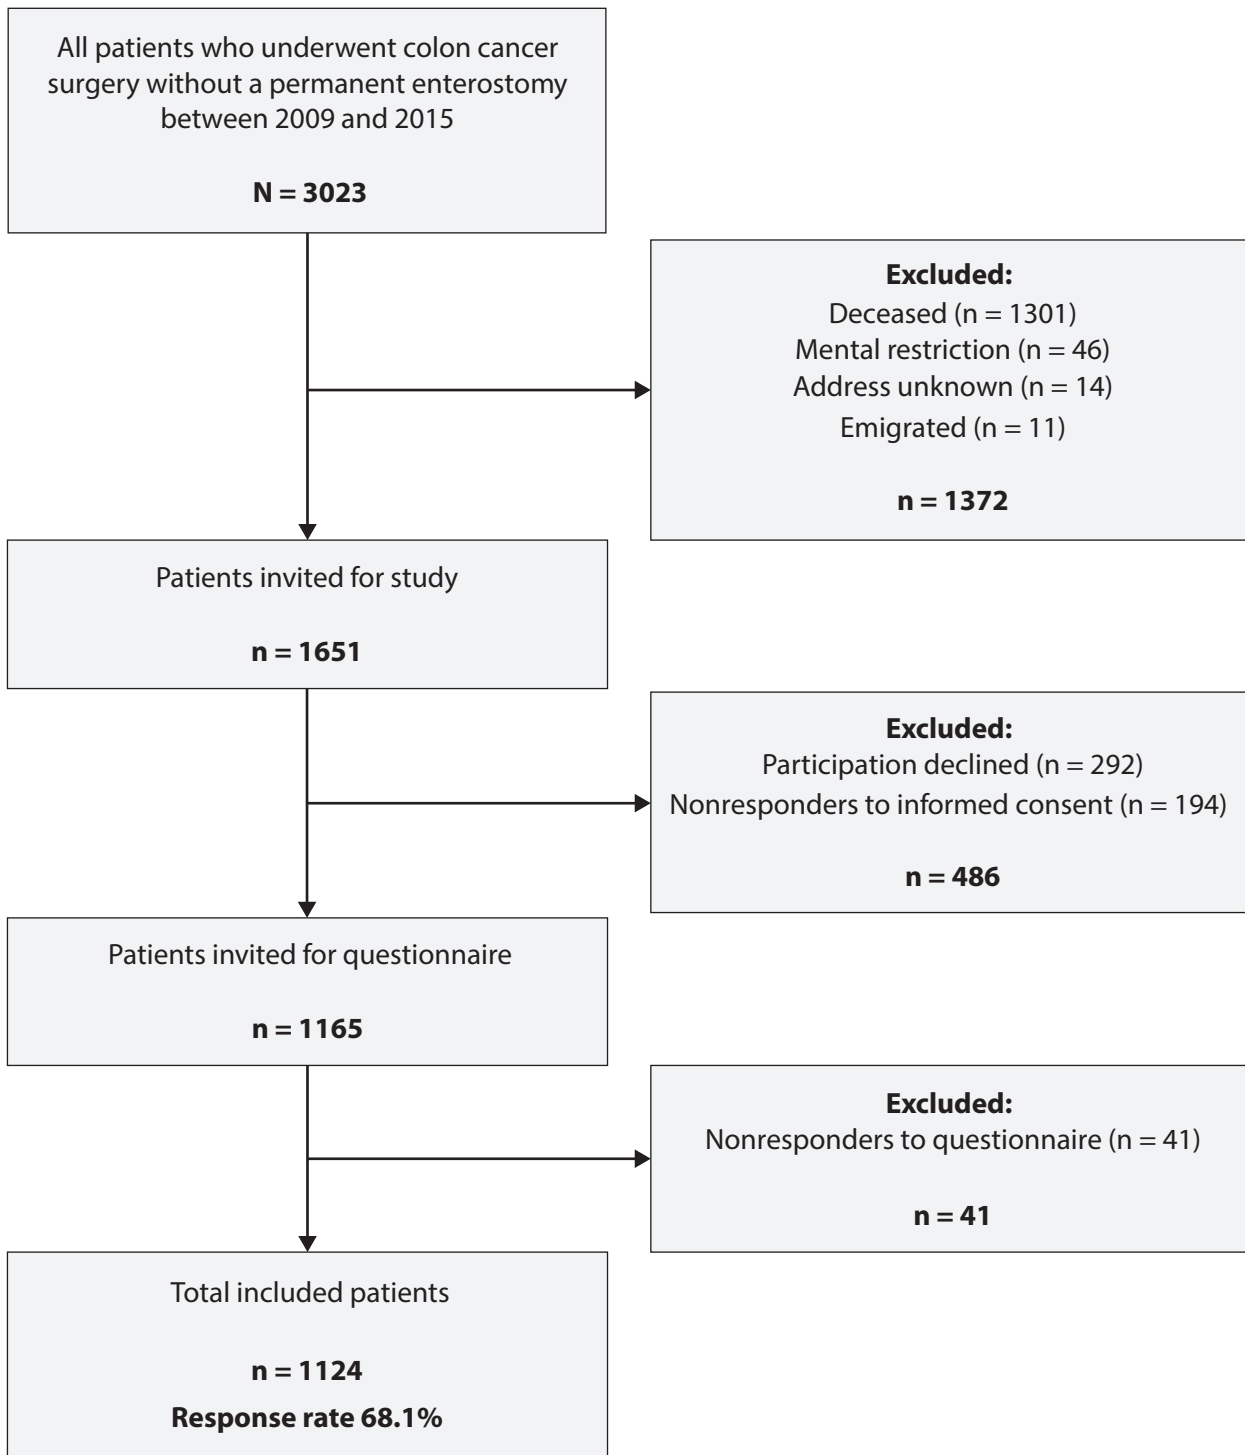 All patients who underwent colon cancer
surgery without a permanent enterostomy
between 2009 and 2015
N = 3023
Excluded:
Deceased (n = 1301)
Mental restriction (n = 46)
Address unknown (n = 14)
Emigrated (n = 11)
n = 1372
Patients invited for study
n = 1651
Excluded:
Participation declined (n = 292)
Nonresponders to informed consent (n = 194)
n = 486
Patients invited for questionnaire
n = 1165
Excluded:
Nonresponders to questionnaire (n = 41)
n = 41
Total included patients
n = 1124
Response rate 68.1%